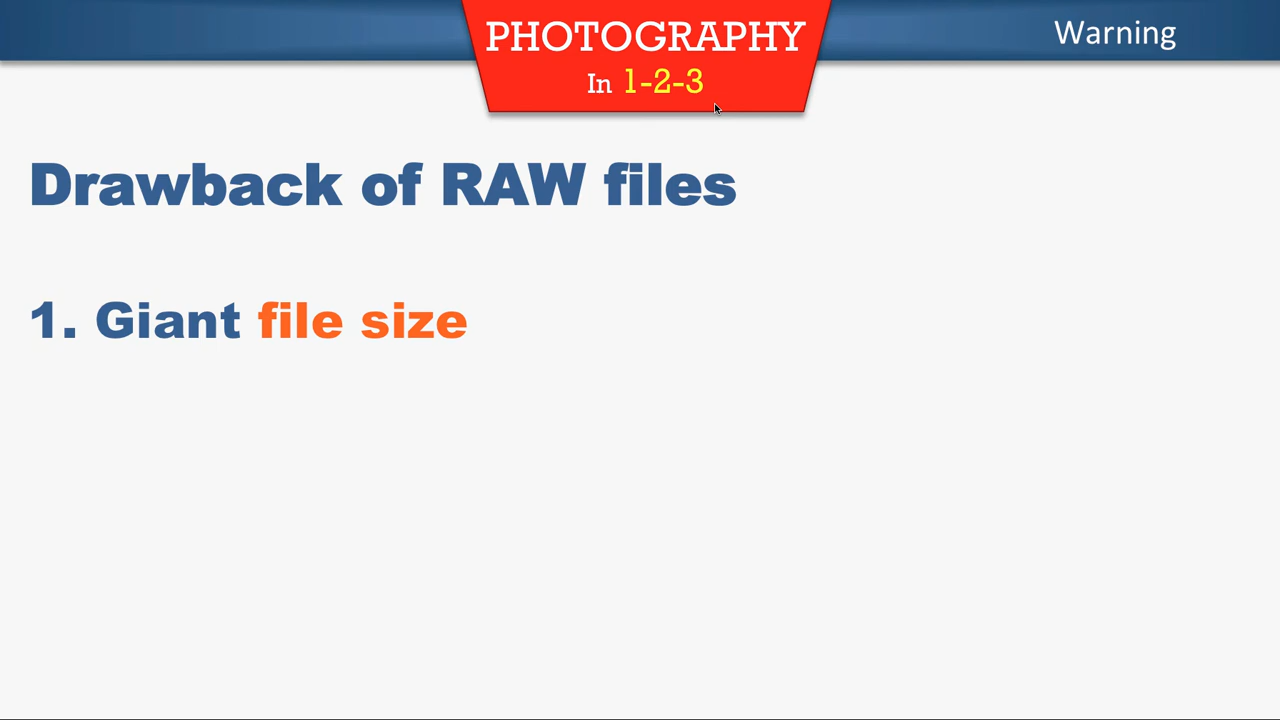 PHOTOGRAPHY
In 1-2-3
Warning
Drawback of RAW files
1. Giant file size